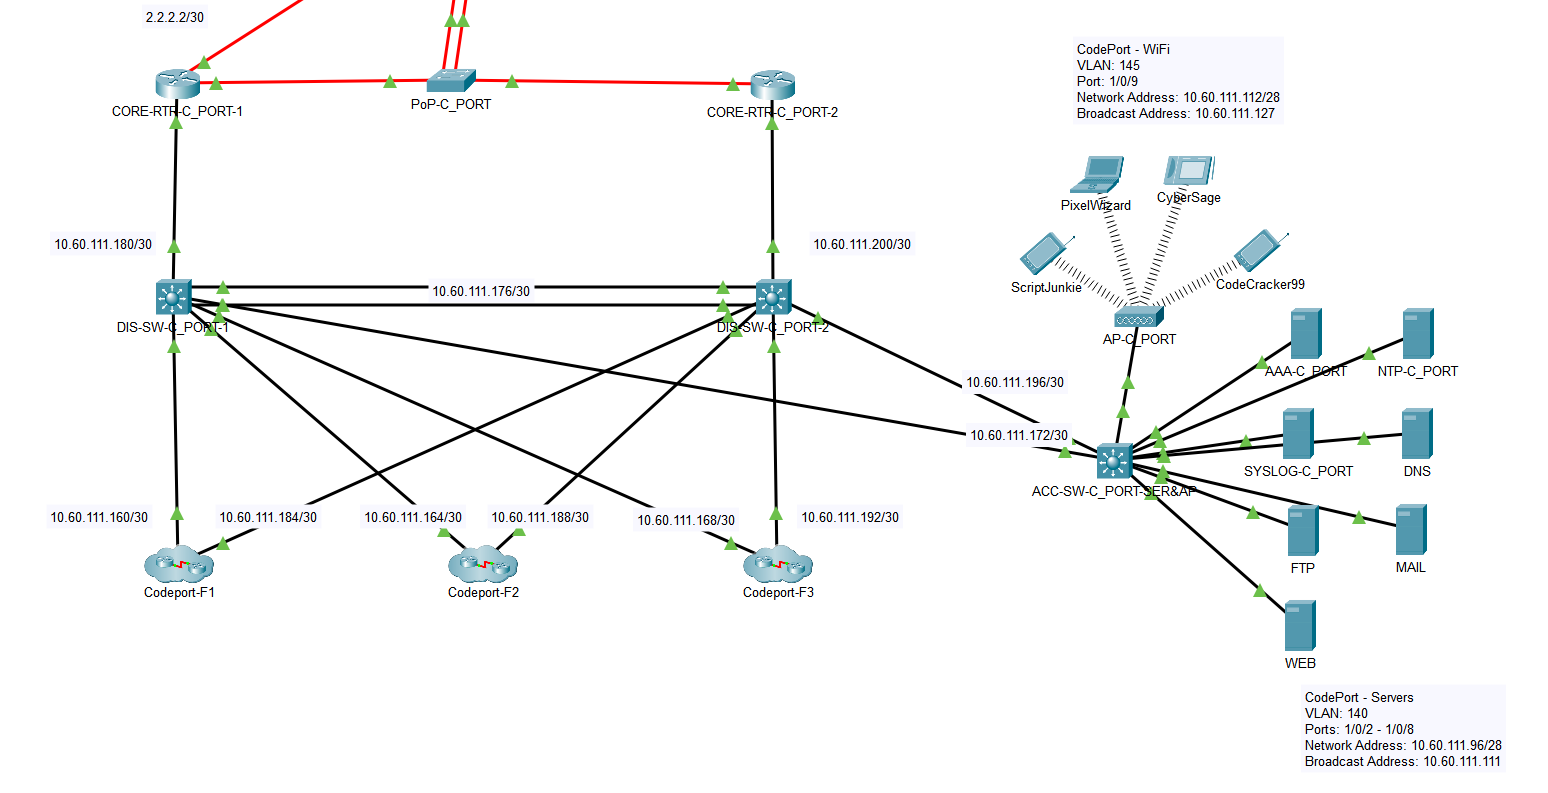 2.2.2.2/30
CORE-RTR-C_PORT-1
PoP-C_PORT
CORE-RTR-C_PORT-2
CodePort - WiFi
VLAN: 145
Port: 1/0/9
Network Address: 10.60.111.112/28
Broadcast Address: 10.60.111.127
PixelWizard
CyberSage
ScriptJunkie
CodeCracker99
AP-C_PORT
10.60.111.180/30
10.60.111.200/30
10.60.111.176/30
DIS-SW-C_PORT-1
DIS-SW-C_PORT-2
AAA-C_PORT
NTP-C_PORT
10.60.111.196/30
10.60.111.172/30
SYSLOG-C_PORT
DNS
ACC-SW-C_PORT-SER&AP
10.60.111.160/30
10.60.111.184/30
10.60.111.164/30
10.60.111.188/30
10.60.111.168/30
10.60.111.192/30
FTP
MAIL
Codeport-F1
Codeport-F2
Codeport-F3
WEB
CodePort - Servers
VLAN: 140
Ports: 1/0/2 - 1/0/8
Network Address: 10.60.111.96/28
Broadcast Address: 10.60.111.111